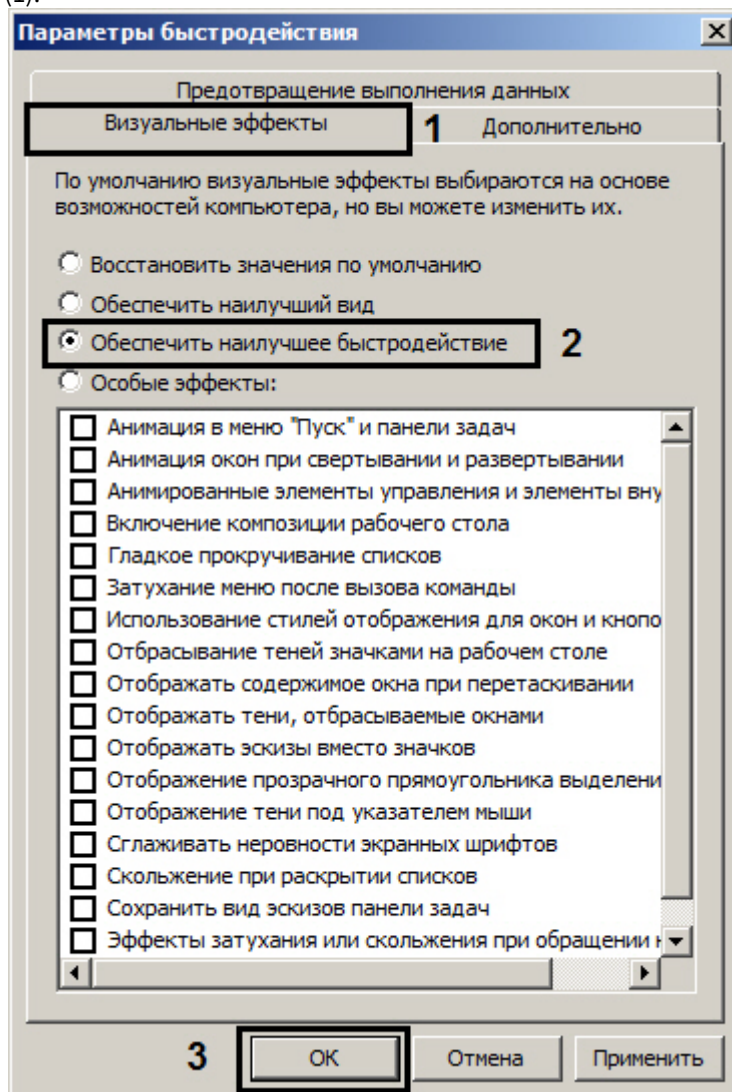 (2).
Параметры быстродействия
Предотвращение выполнения данных
Визуальные эффекты 1 Дополнительно
По умолчанию визуальные эффекты выбираются на основе
возможностей компьютера, но вы можете изменить их.
Восстановить значения по умолчанию
Обеспечить наилучший вид
Обеспечить наилучшее быстродействие 2
Особые эффекты:
Анимация в меню "Пуск" и панели задач
Анимация окон при свертывании и развертывании
Анимированные элементы управления и элементы вну
Включение композиции рабочего стола
Гладкое прокручивание списков
Затухание меню после вызова команды
Использование стилей отображения для окон и кнопо
Отбрасывание теней значками на рабочем столе
Отображать содержимое окна при перетаскивании
Отображать тени, отбрасываемые окнами
Отображать эскизы вместо значков
Отображение прозрачного прямоугольника выделени
Отображение тени под указателем мыши
Сглаживать неровности экранных шрифтов
Скольжение при раскрытии списков
Сохранить вид эскизов панели задач
Эффекты затухания или скольжения при обращении к
3 ОК Отмена Применить